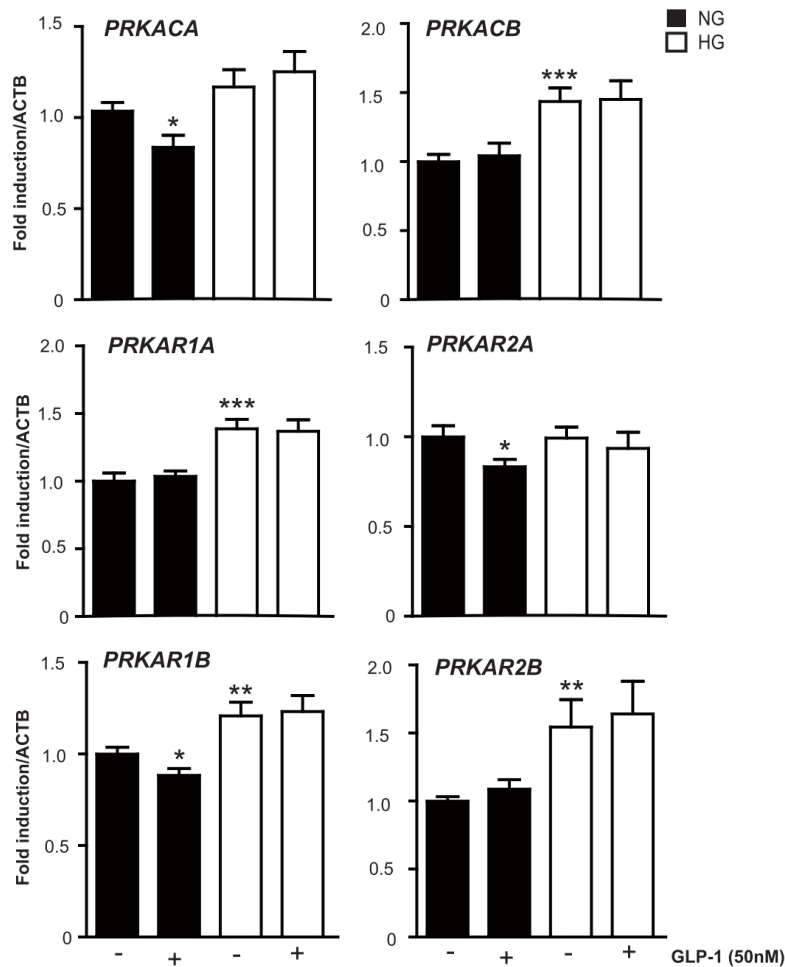 PRKACA
Fold induction/ACTB
1.5
1.0
0.5
0
*
PRKACB
2.0
1.5
1.0
0.5
0
***
NG
HG
PRKAR1A
Fold induction/ACTB
2.0
1.5
1.0
0.5
0
***
PRKAR2A
1.5
1.0
0.5
0
*
PRKAR1B
Fold induction/ACTB
1.5
1.0
0.5
0
*
**
PRKAR2B
2.0
1.5
1.0
0.5
0
**
- + - + - + - + GLP-1 (50nM)